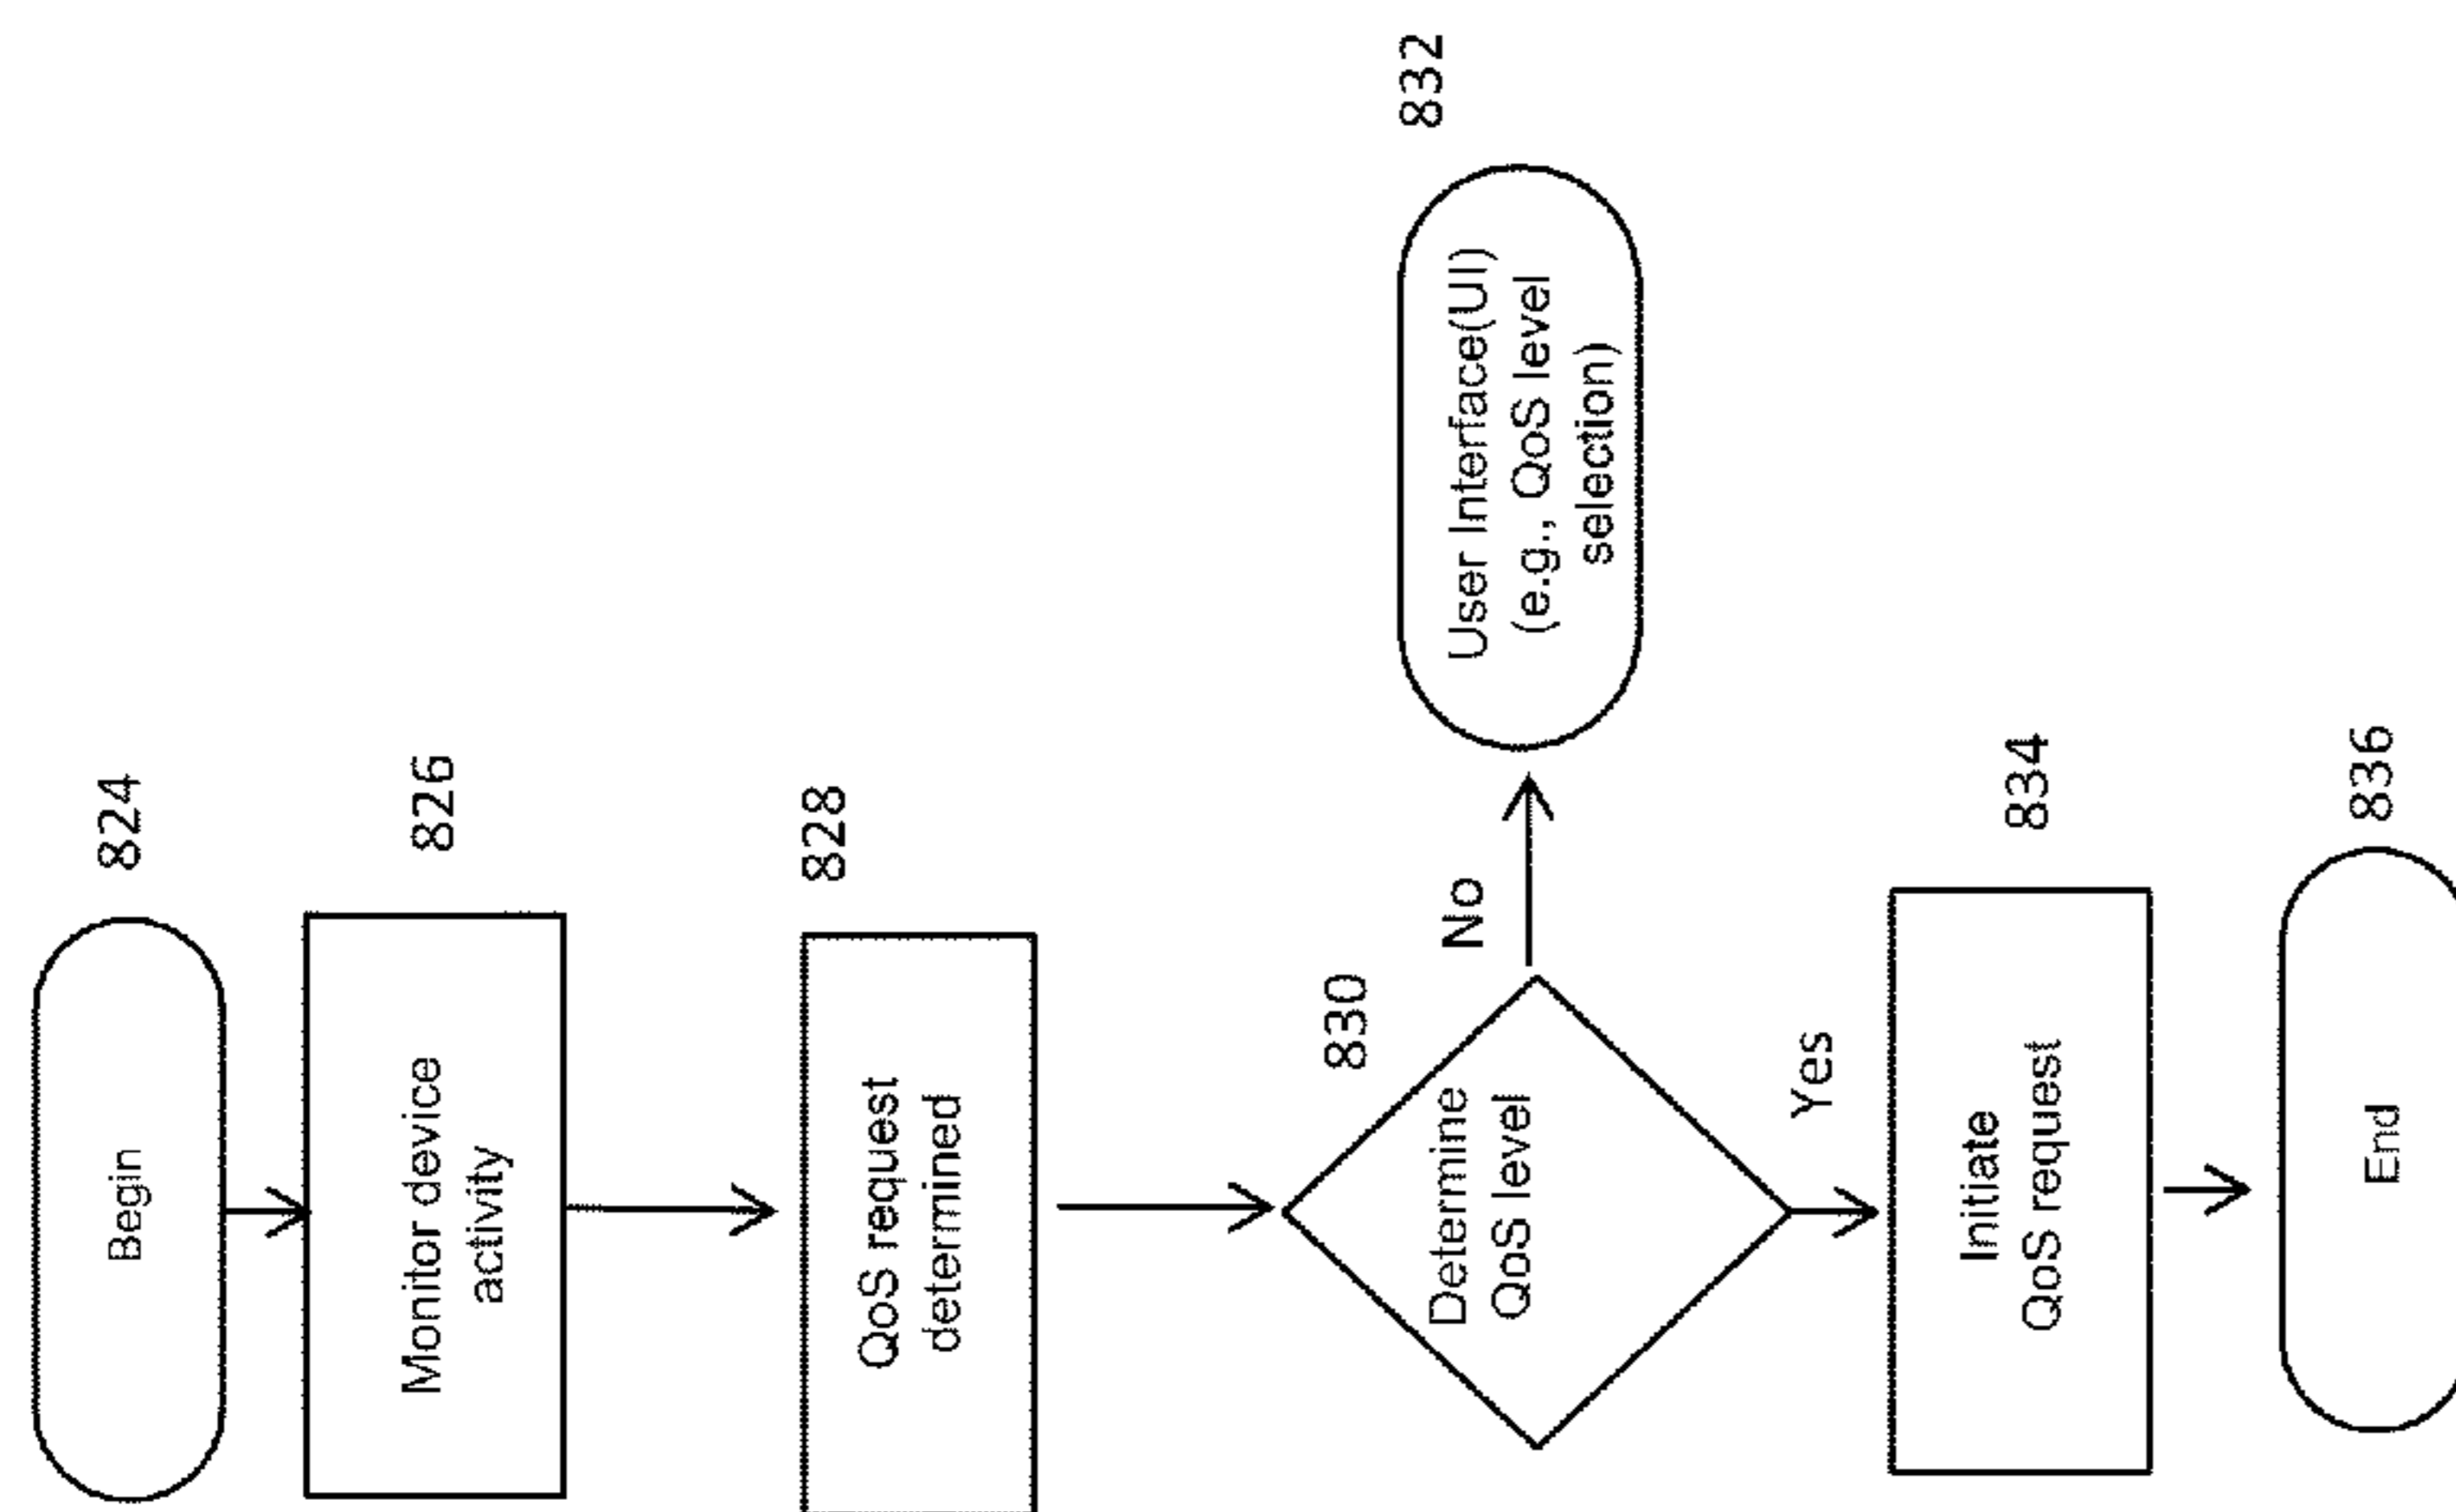 824
Begin
826
Monitor device
activity
828
QoS request
determined
830
Determine
QoS level
No
832
User Interface(UI)
(e.g., QoS level
selection)
Yes
834
Initiate
QoS request
836
End